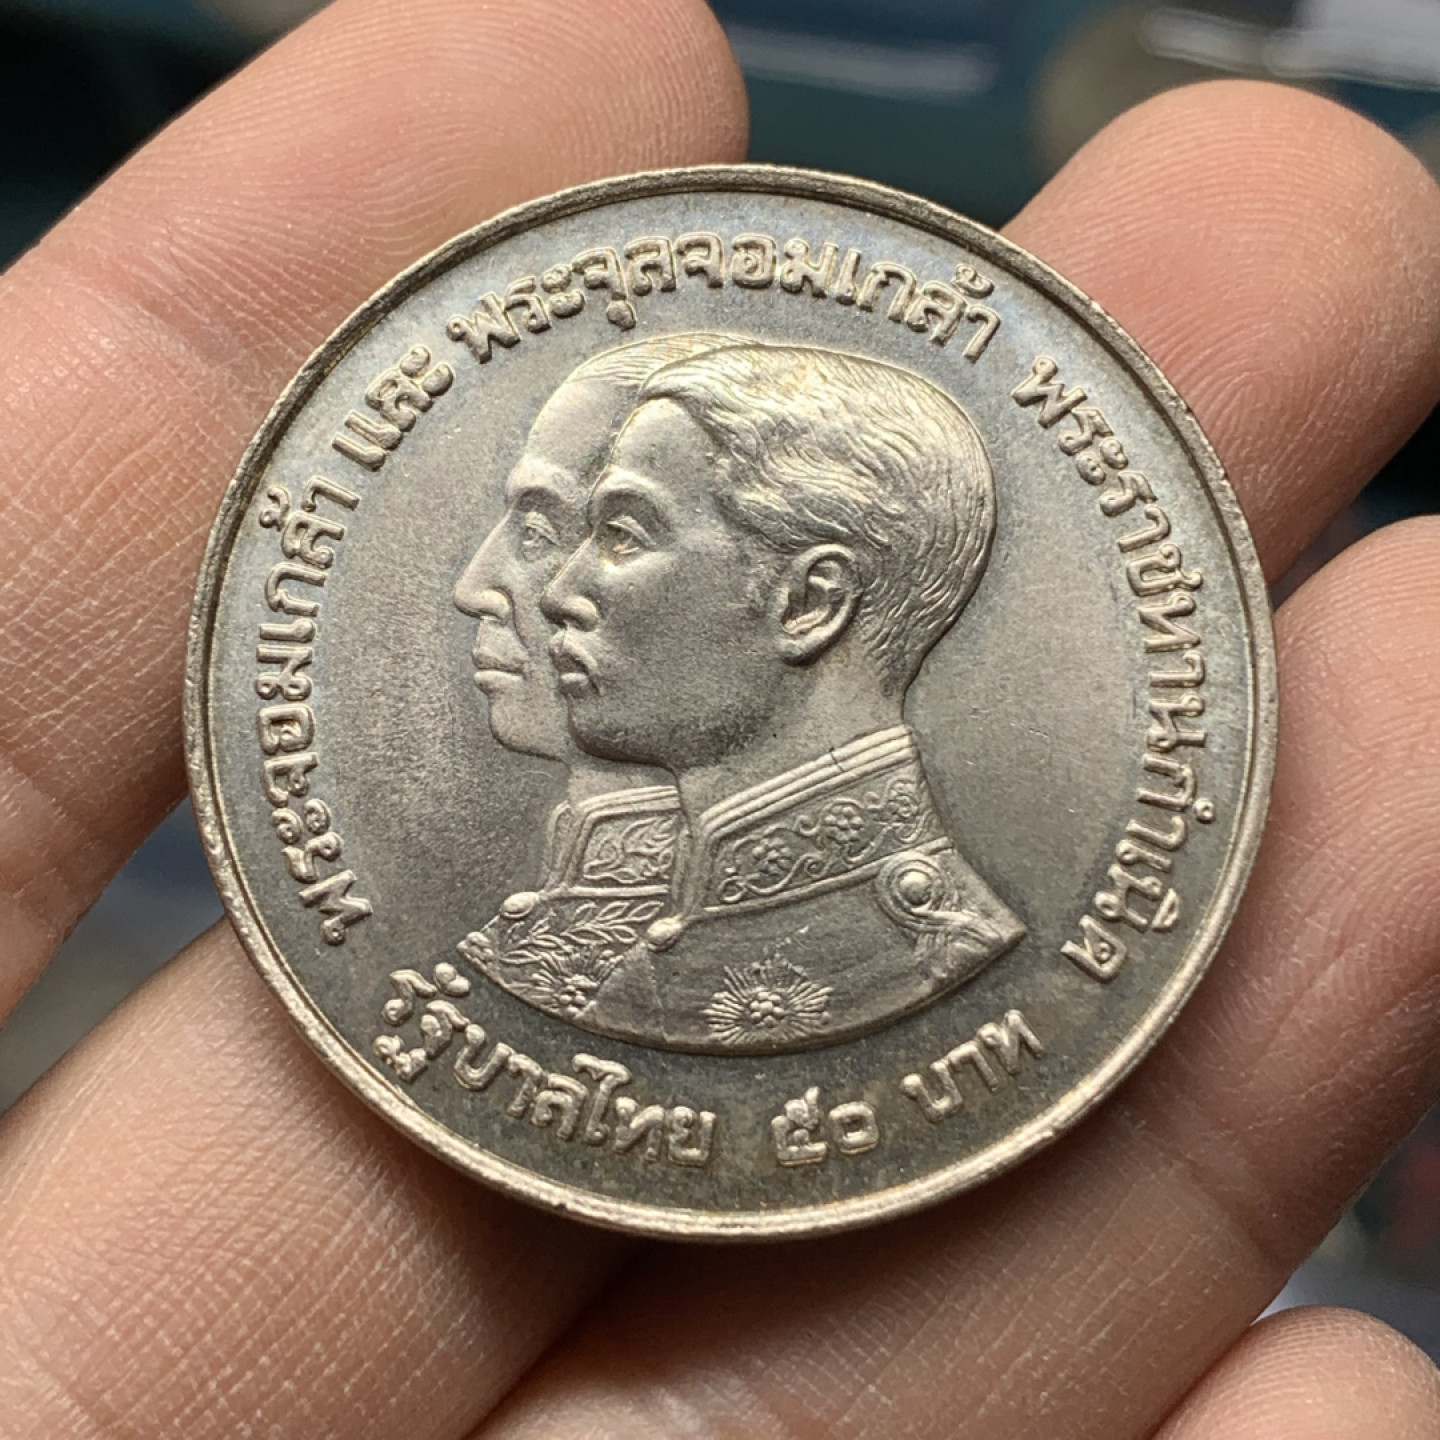 พระจอมเกล้า และ พระจุลจอมเกล้า พระราชทานกำเนิด
รัฐบาลไทย ๕๐ บาท